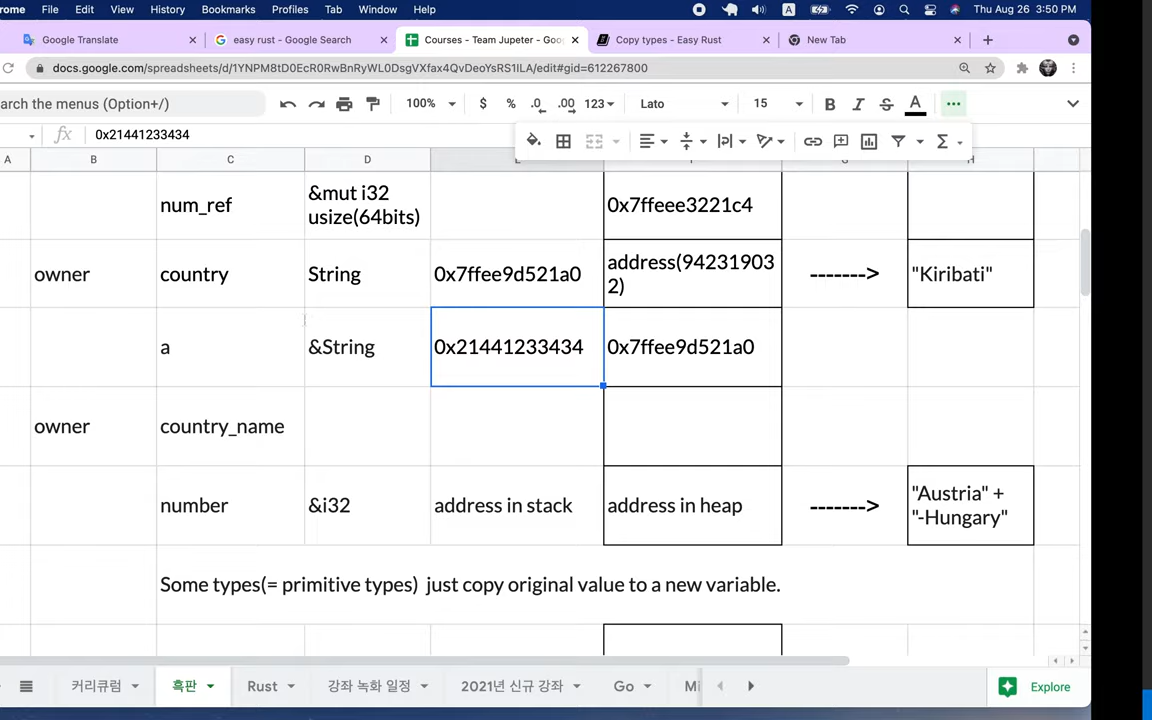 rome File Edit View History Bookmarks Profiles Tab Window Help A Thu Aug 26 3:50 PM
Google Translate × easy rust - Google Search × Courses - Team Jupeter - Goo × Copy types - Easy Rust × New Tab × +
docs.google.com/spreadsheets/d/1YNPM8tD0EcR0RwBnRyWL0DsgVXfax4QvDeoYsRS1lLA/edit#gid=612267800
arch the menus (Option+/) 100% $ % .0 .00 123 Lato 15 B I S A
fx 0x21441233434
A B C D
num_ref &mut i32 0x7ffeee3221c4
usize(64bits)
owner country String 0x7ffee9d521a0 address(94231903 -------> "Kiribati"
2)
a &String 0x21441233434 0x7ffee9d521a0
owner country_name
number &i32 address in stack address in heap -------> "Austria" +
"-Hungary"
Some types(= primitive types) just copy original value to a new variable.
커리큘럼 흑판 Rust 강좌 녹화 일정 2021년 신규 강좌 Go Mi Explore